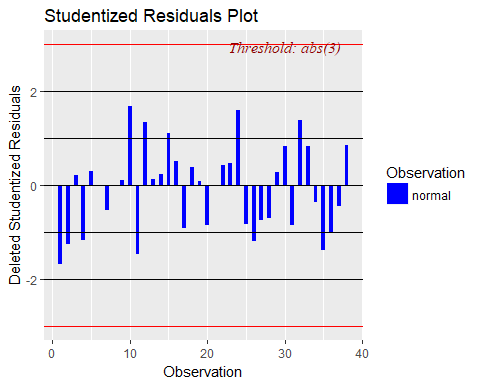 Studentized Residuals Plot
Threshold: abs(3)
2
0
-2
Deleted Studentized Residuals
0 10 20 30 40
Observation
Observation
normal